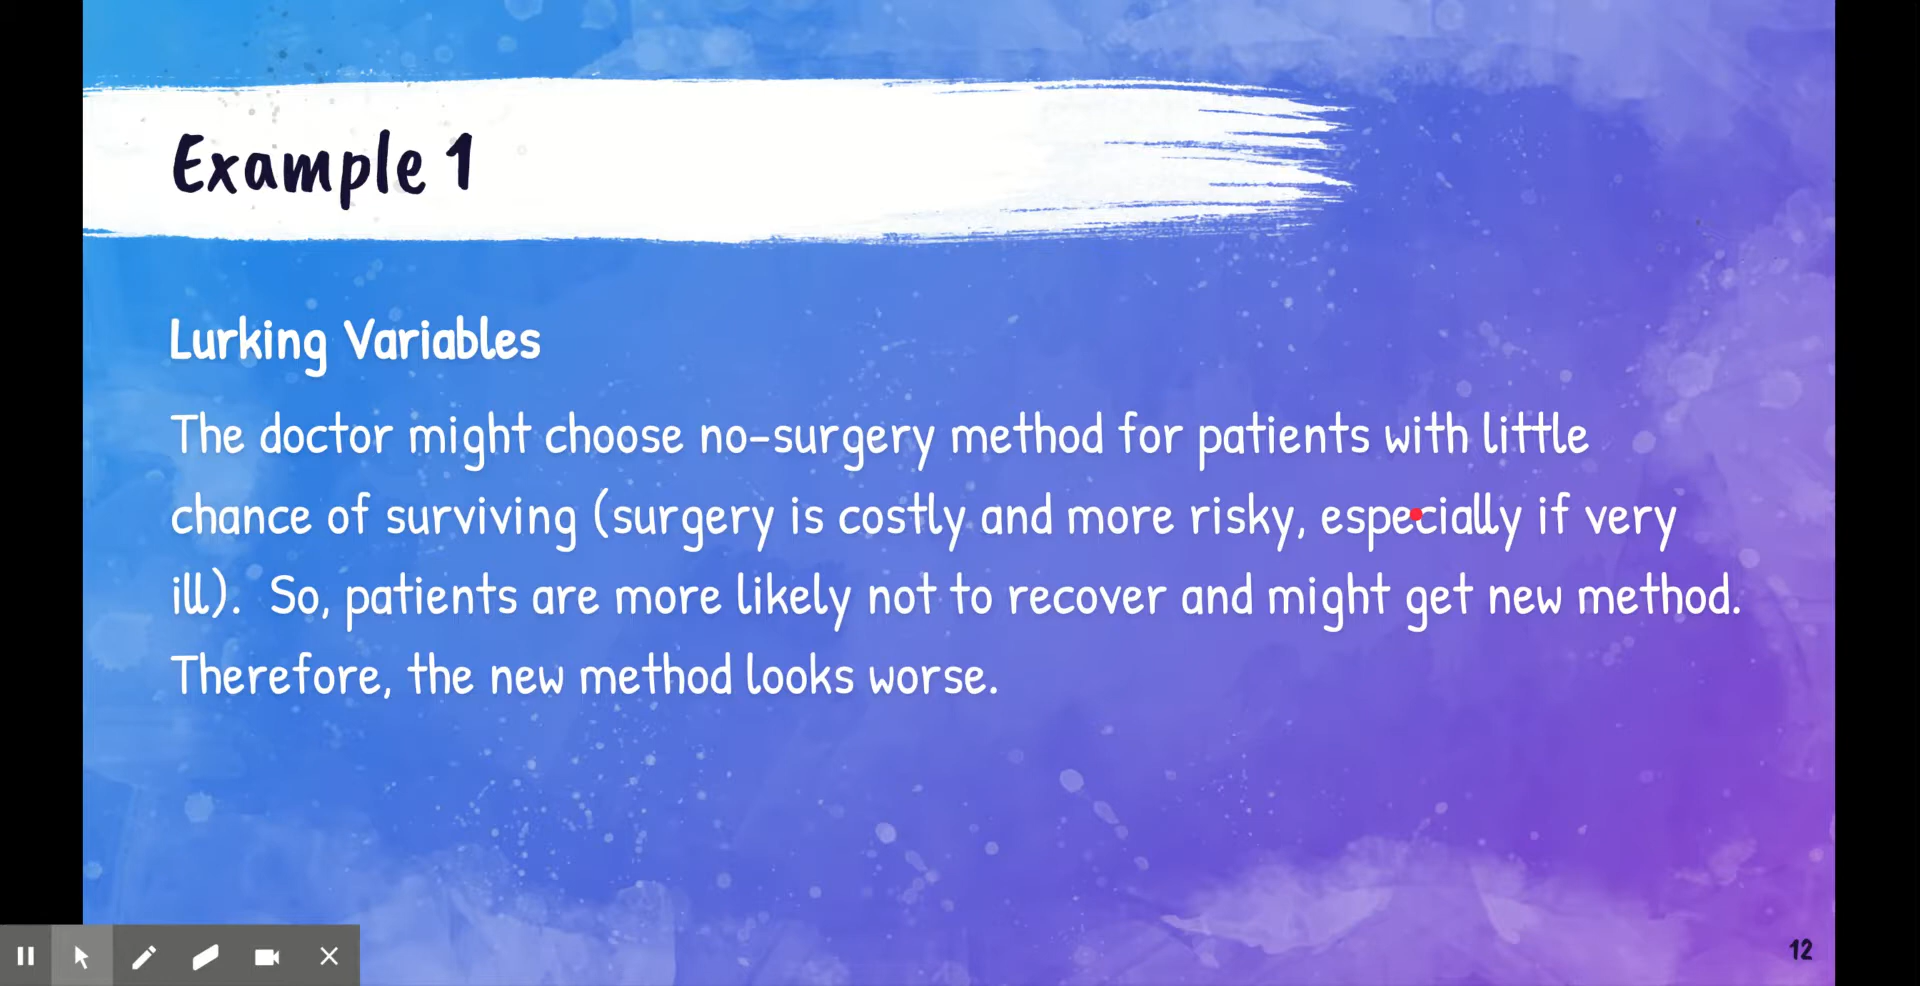 Example 1
Lurking Variables
The doctor might choose no-surgery method for patients with little
chance of surviving (surgery is costly and more risky, especially if very
ill).  So, patients are more likely not to recover and might get new method.
Therefore, the new method looks worse.
12